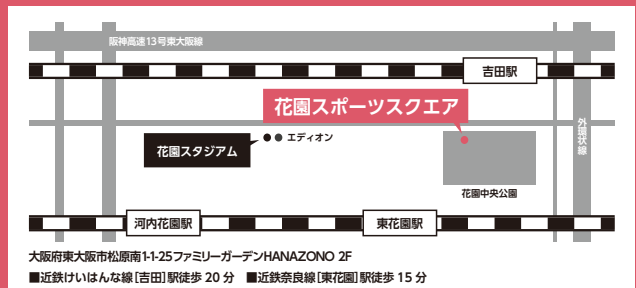 阪神高速13号東大阪線
吉田駅
花園スポーツスクエア
外環状線
花園スタジアム
エディオン
花園中央公園
河内花園駅
東花園駅
大阪府東大阪市松原南1-1-25ファミリーガーデンHANAZONO 2F
■近鉄けいはんな線[吉田]駅徒歩 20 分 ■近鉄奈良線[東花園]駅徒歩 15 分